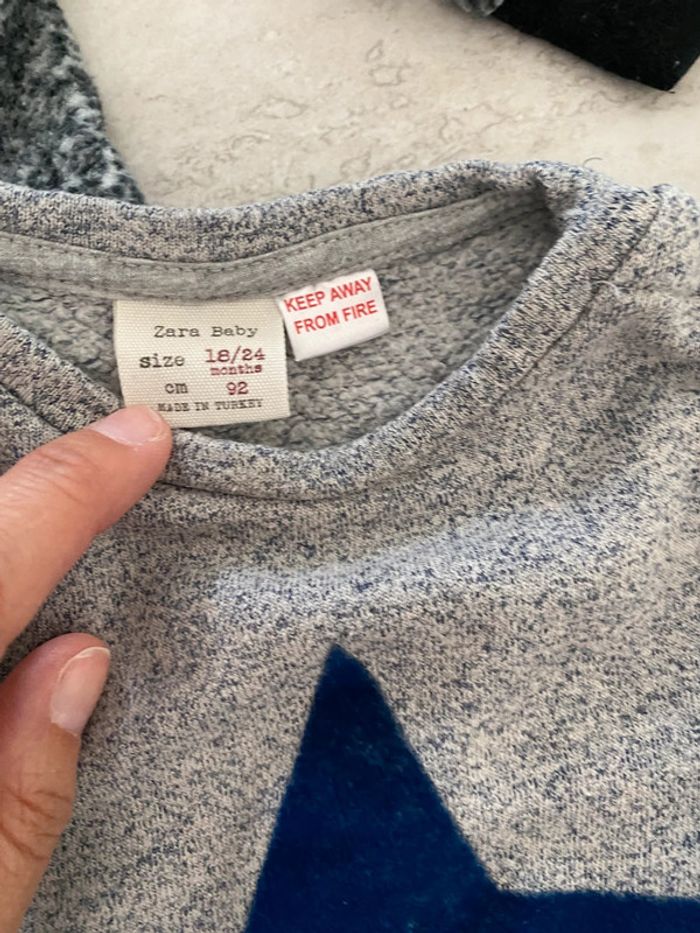 Zara Baby
size 18/24
months
cm 92
MADE IN TURKEY
KEEP AWAY
FROM FIRE